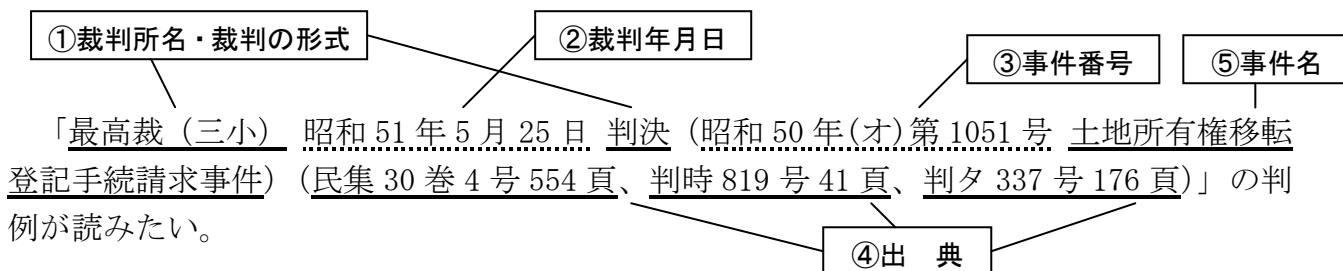 ①裁判所名・裁判の形式
②裁判年月日
③事件番号
⑤事件名
「最高裁（三小） 昭和 51 年 5 月 25 日 判決（昭和 50 年(オ)第 1051 号 土地所有権移転
登記手続請求事件）（民集 30 巻 4 号 554 頁、判時 819 号 41 頁、判タ 337 号 176 頁）」の判
例が読みたい。
④出　典